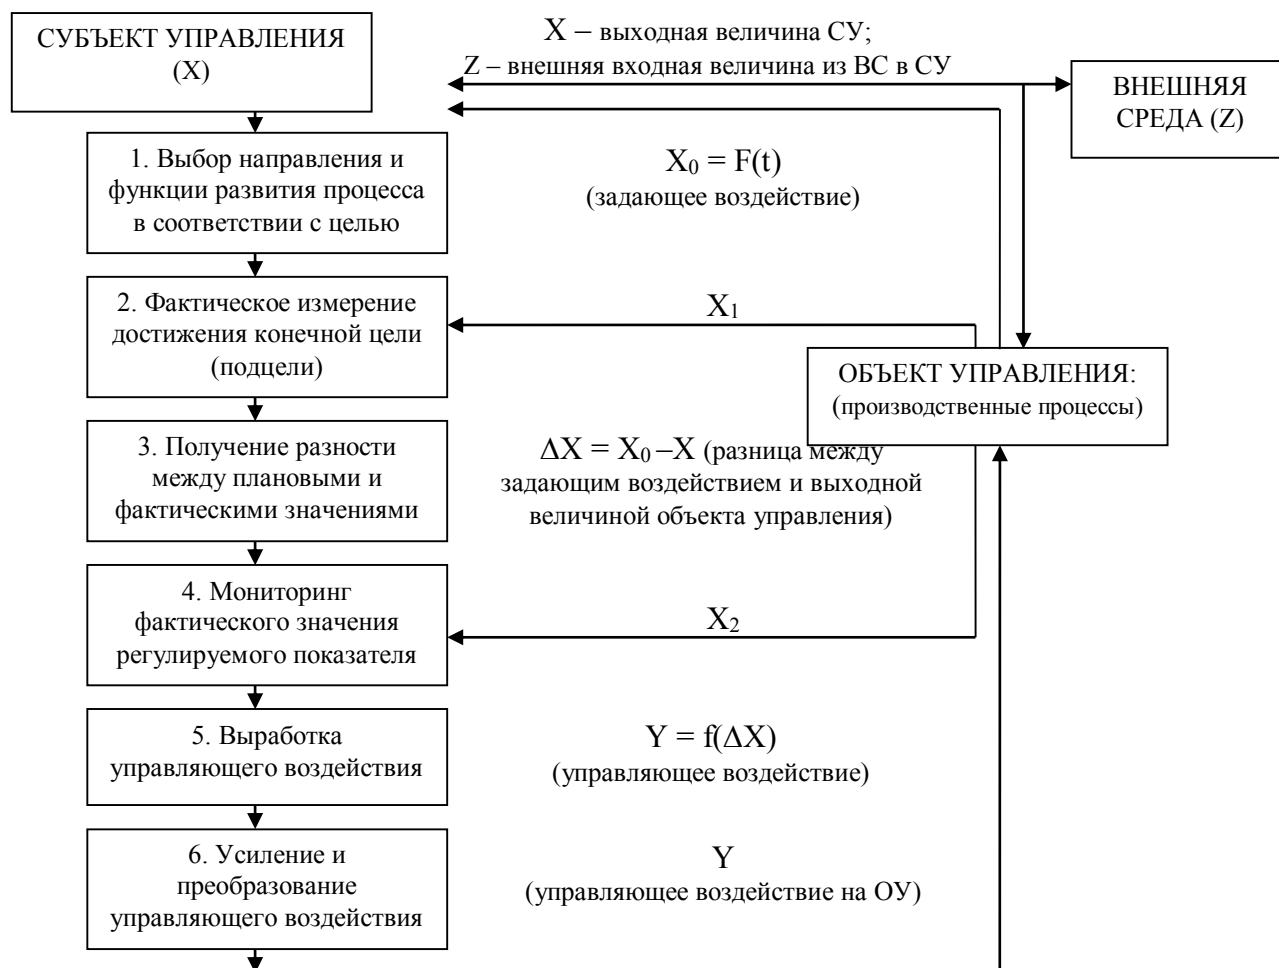 СУБЪЕКТ УПРАВЛЕНИЯ
(X)
X – выходная величина СУ;
Z – внешняя входная величина из ВС в СУ
ВНЕШНЯЯ
СРЕДА (Z)
1. Выбор направления и
функции развития процесса
в соответствии с целью
X₀ = F(t)
(задающее воздействие)
2. Фактическое измерение
достижения конечной цели
(подцели)
X₁
ОБЪЕКТ УПРАВЛЕНИЯ:
(производственные процессы)
3. Получение разности
между плановыми и
фактическими значениями
ΔX = X₀ –X (разница между
задающим воздействием и выходной
величиной объекта управления)
4. Мониторинг
фактического значения
регулируемого показателя
X₂
5. Выработка
управляющего воздействия
Y = f(ΔX)
(управляющее воздействие)
6. Усиление и
преобразование
управляющего воздействия
Y
(управляющее воздействие на ОУ)